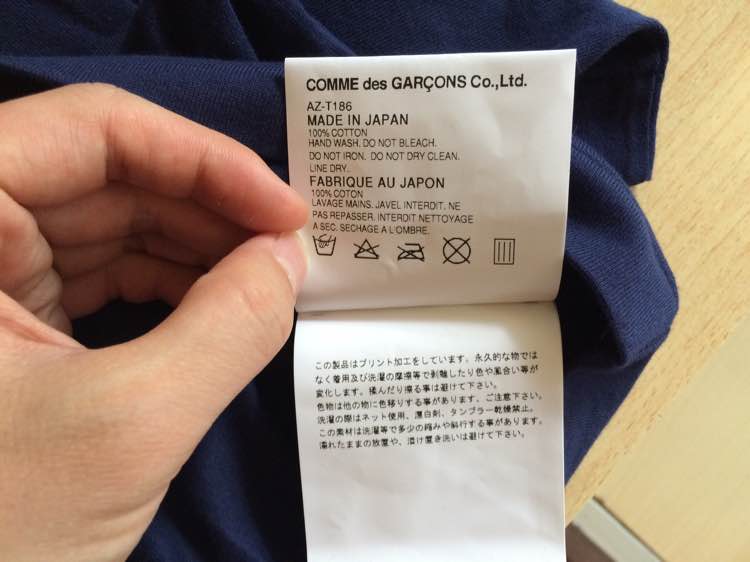 COMME des GARÇONS Co.,Ltd.
AZ-T186
MADE IN JAPAN
100% COTTON
HAND WASH. DO NOT BLEACH.
DO NOT IRON. DO NOT DRY CLEAN.
LINE DRY.
FABRIQUE AU JAPON
100% COTON
LAVAGE MAINS. JAVEL INTERDIT. NE
PAS REPASSER. INTERDIT NETTOYAGE
A SEC. SECHAGE A L'OMBRE.
この製品はプリント加工をしています。永久的な物では
なく着用及び洗濯の摩擦等で剥離したり色や風合い等が
変化します。揉んだり擦る事は避けて下さい。
色物は他の物に色移りする事があります、ご注意下さい。
洗濯の際はネット使用、漂白剤、タンブラー乾燥禁止。
この素材は洗濯等で多少の縮みや斜行する事があります。
濡れたままの放置や、漬け置き洗いは避けて下さい。